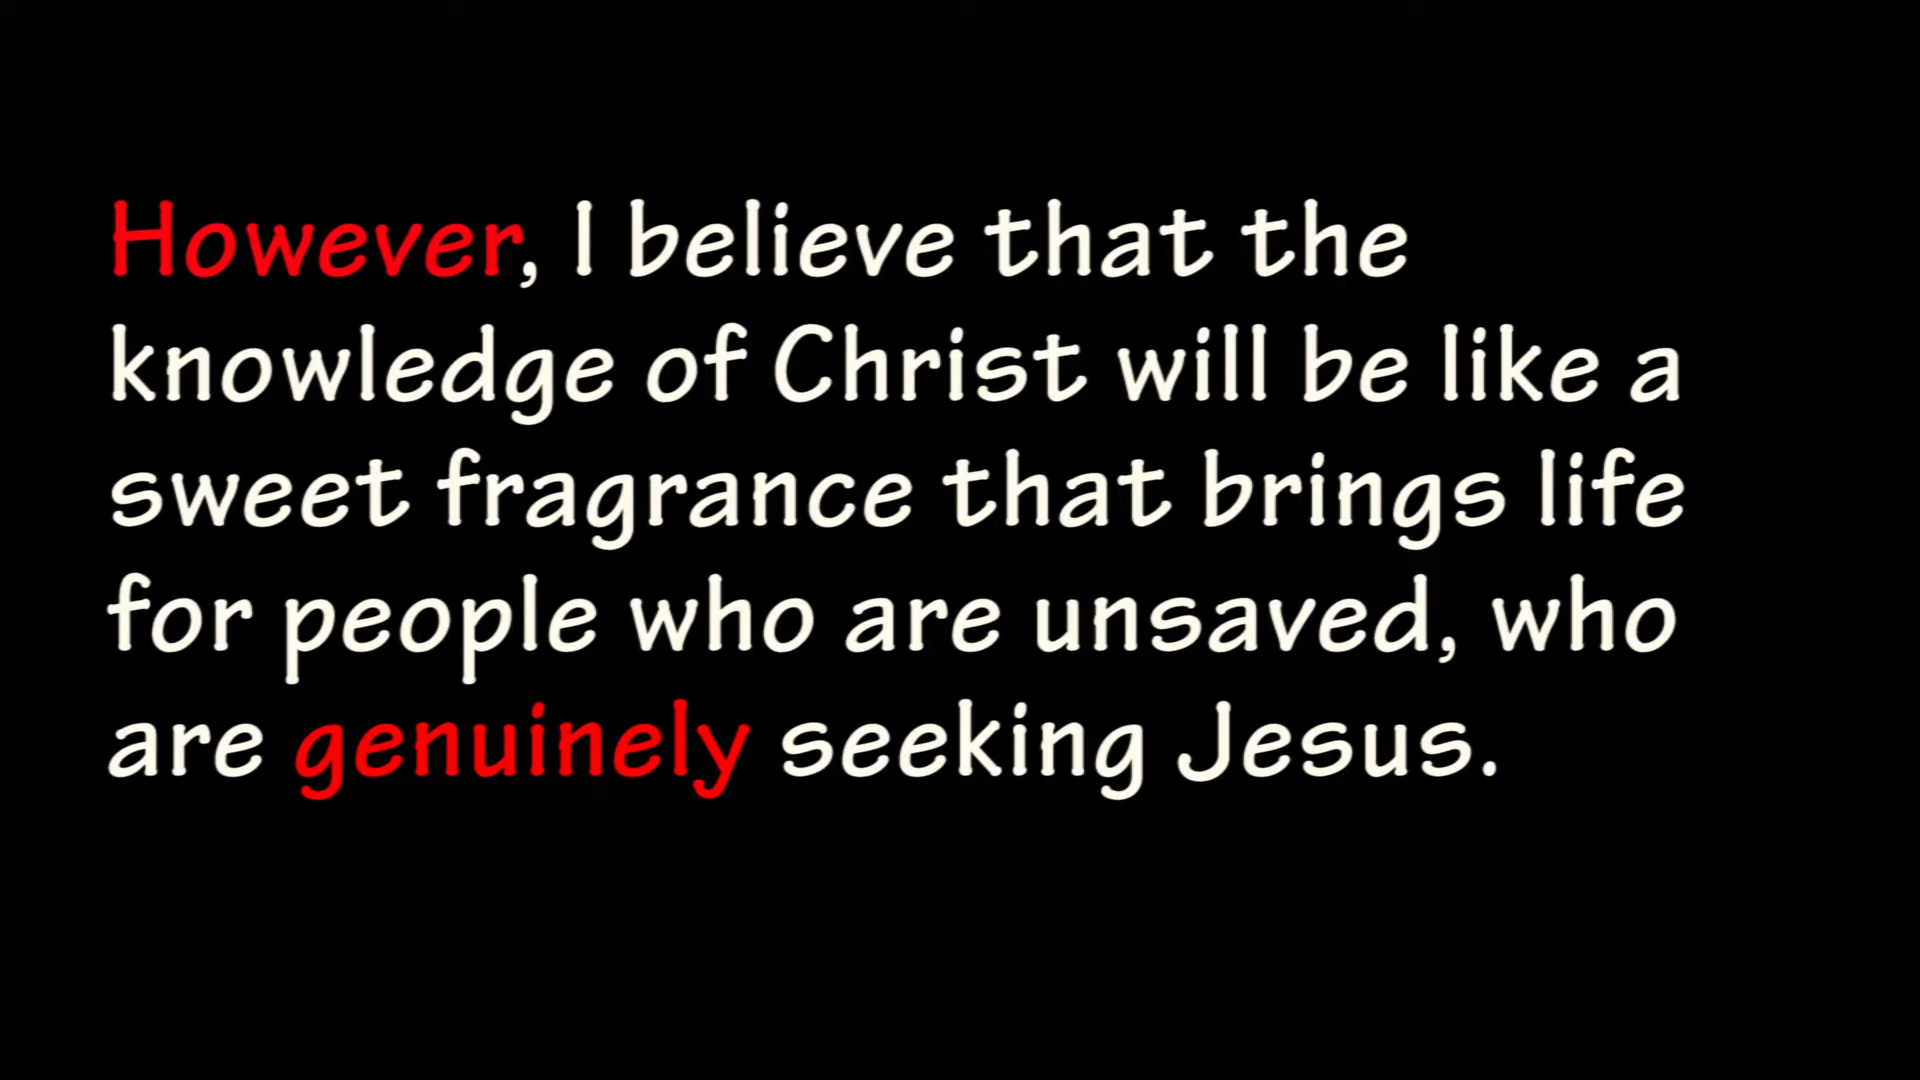 However, I believe that the
knowledge of Christ will be like a
sweet fragrance that brings life
for people who are unsaved, who
are genuinely seeking Jesus.